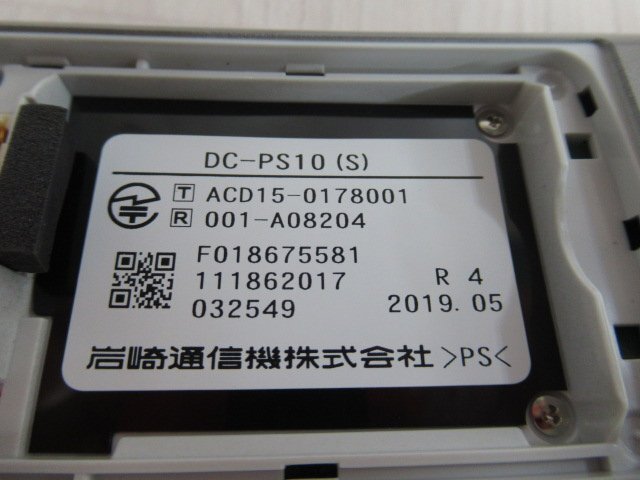 DC-PS10 (S)
T ACD15-0178001
R 001-A08204
F018675581
111862017 R 4
032549 2019.05
岩崎通信機株式会社 >PS<